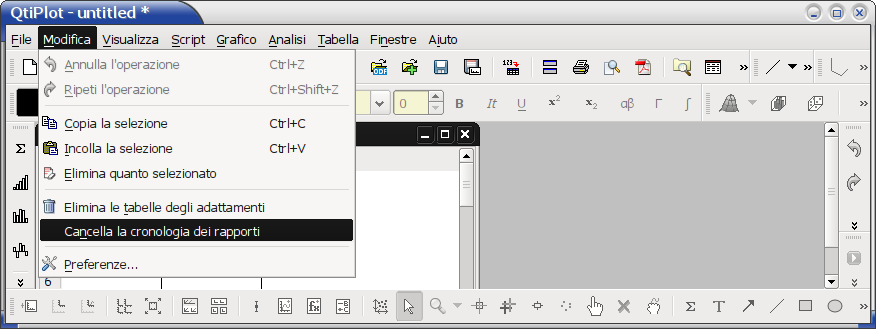 QtiPlot - untitled *
File Modifica Visualizza Script Grafico Analisi Tabella Finestre Aiuto
Annulla l'operazione Ctrl+Z
Ripeti l'operazione Ctrl+Shift+Z
0 B It U x² x₂ αβ Γ ∫
Copia la selezione Ctrl+C
Incolla la selezione Ctrl+V
Elimina quanto selezionato
Elimina le tabelle degli adattamenti
Cancella la cronologia dei rapporti
Preferenze...
6